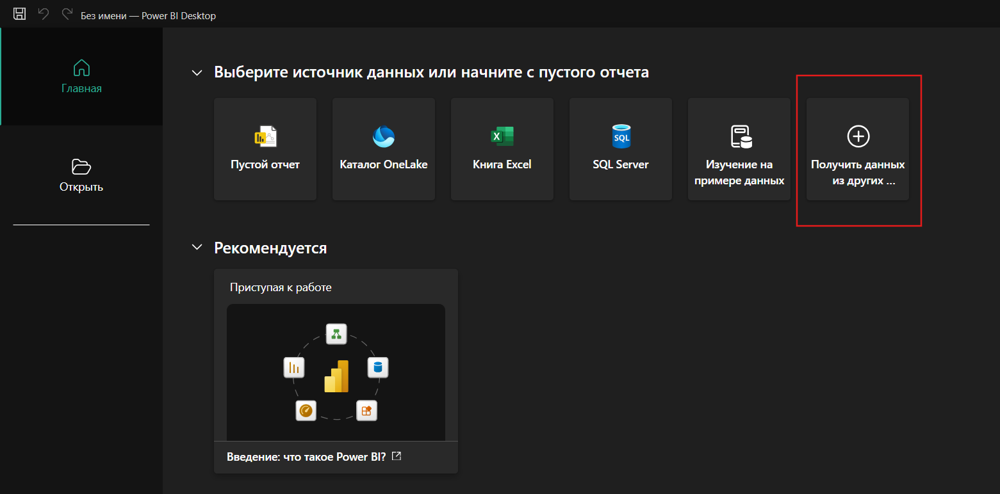 Без имени — Power BI Desktop
Главная
Открыть
Выберите источник данных или начните с пустого отчета
Пустой отчет
Каталог OneLake
Книга Excel
SQL
SQL Server
Изучение на
примере данных
Получить данных
из других ...
Рекомендуется
Приступая к работе
Введение: что такое Power BI?